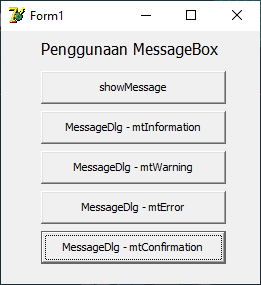 Form1
Penggunaan MessageBox
showMessage
MessageDlg - mtInformation
MessageDlg - mtWarning
MessageDlg - mtError
MessageDlg - mtConfirmation